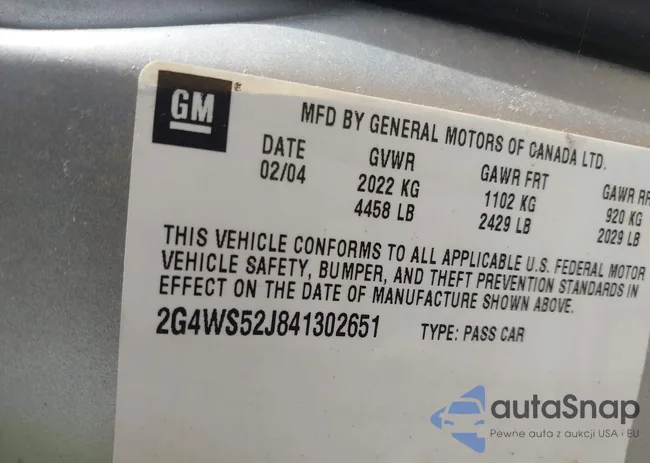 GM
MFD BY GENERAL MOTORS OF CANADA LTD.
DATE GVWR GAWR FRT GAWR RR
02/04 2022 KG 1102 KG 920 KG
4458 LB 2429 LB 2029 LB
THIS VEHICLE CONFORMS TO ALL APPLICABLE U.S. FEDERAL MOTOR
VEHICLE SAFETY, BUMPER, AND THEFT PREVENTION STANDARDS IN
EFFECT ON THE DATE OF MANUFACTURE SHOWN ABOVE.
2G4WS52J841302651 TYPE: PASS CAR
autaSnap
Pewne auta z aukcji USA i EU